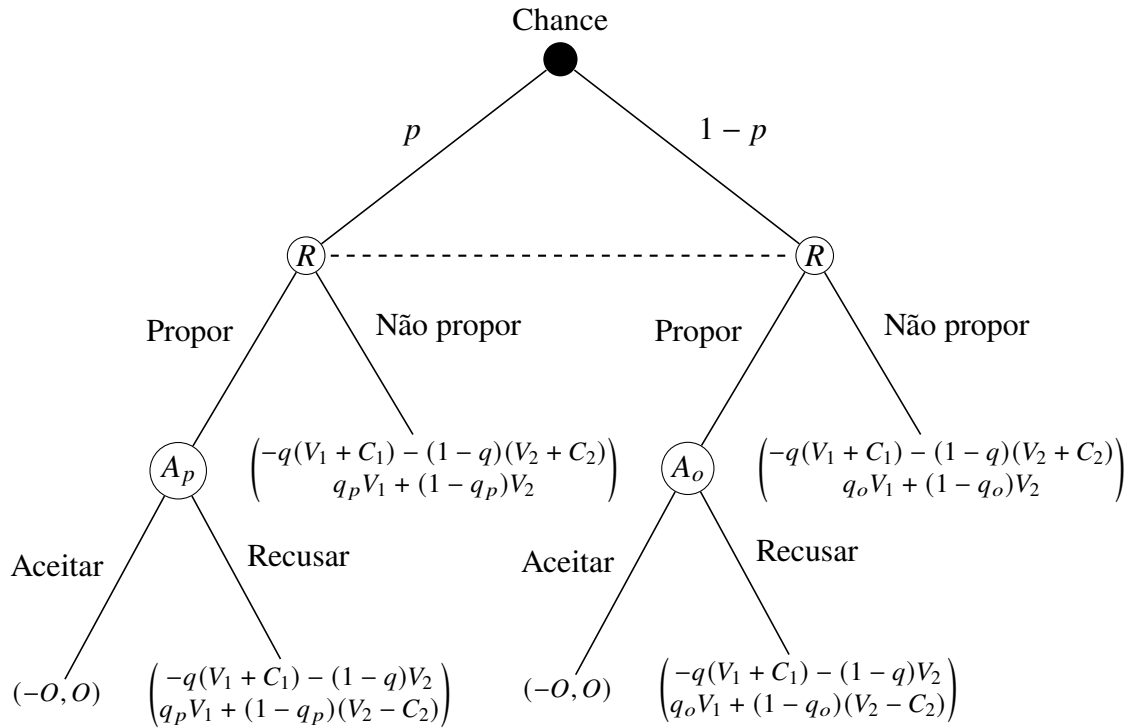 Chance
p 1 − p
R R
Propor Não propor Propor Não propor
A_p (−q(V_1 + C_1) − (1 − q)(V_2 + C_2) A_o (−q(V_1 + C_1) − (1 − q)(V_2 + C_2)
q_pV_1 + (1 − q_p)V_2) q_oV_1 + (1 − q_o)V_2)
Aceitar Recusar Aceitar Recusar
(−O, O) (−q(V_1 + C_1) − (1 − q)V_2 (−O, O) (−q(V_1 + C_1) − (1 − q)V_2
q_pV_1 + (1 − q_p)(V_2 − C_2)) q_oV_1 + (1 − q_o)(V_2 − C_2))